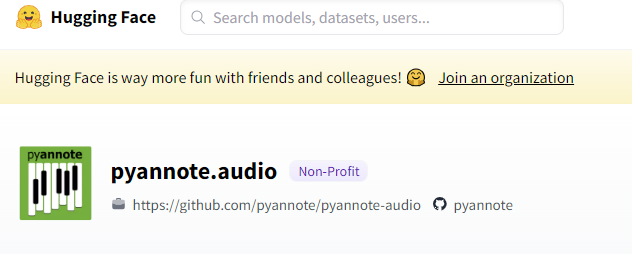 Hugging Face
Search models, datasets, users...
Hugging Face is way more fun with friends and colleagues! 🤗 Join an organization
pyannote
pyannote.audio
Non-Profit
https://github.com/pyannote/pyannote-audio
pyannote